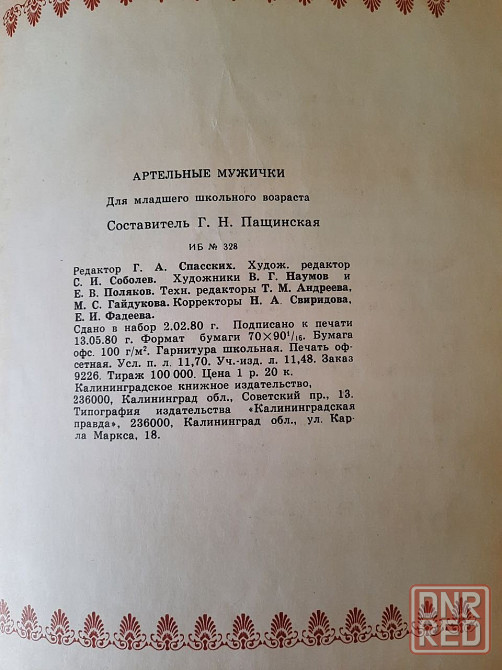 АРТЕЛЬНЫЕ МУЖИЧКИ
Для младшего школьного возраста
Составитель Г. Н. Пащинская
ИБ № 328
Редактор Г. А. Спасских. Худож. редактор
С. И. Соболев. Художники В. Г. Наумов и
Е. В. Поляков. Техн. редакторы Т. М. Андреева,
М. С. Гайдукова. Корректоры Н. А. Свиридова,
Е. И. Фадеева.
Сдано в набор 2.02.80 г. Подписано к печати
13.05.80 г. Формат бумаги 70×90¹/₁₆. Бумага
офс. 100 г/м². Гарнитура школьная. Печать оф-
сетная. Усл. п. л. 11,70. Уч.-изд. л. 11,48. Заказ
9226. Тираж 100 000. Цена 1 р. 20 к.
Калининградское книжное издательство,
236000, Калининград обл., Советский пр., 13.
Типография издательства «Калининградская
правда», 236000, Калининград обл., ул. Кар-
ла Маркса, 18.
DNR
RED